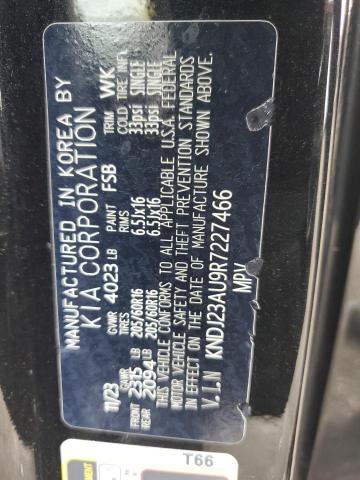 MANUFACTURED IN KOREA BY
KIA CORPORATION
11/23 GVWR 4023 LB PAINT FSB TRIM WK
GAWR TIRES RIMS COLD TIRE INFL.
FRONT 2315 LB 205/60R16 6.5Jx16 33psi SINGLE
REAR 2094 LB 205/60R16 6.5Jx16 33psi SINGLE
THIS VEHICLE CONFORMS TO ALL APPLICABLE U.S.A. FEDERAL
MOTOR VEHICLE SAFETY AND THEFT PREVENTION STANDARDS
IN EFFECT ON THE DATE OF MANUFACTURE SHOWN ABOVE.
V.I.N KNDJ23AU9R7227466
MPV
T66